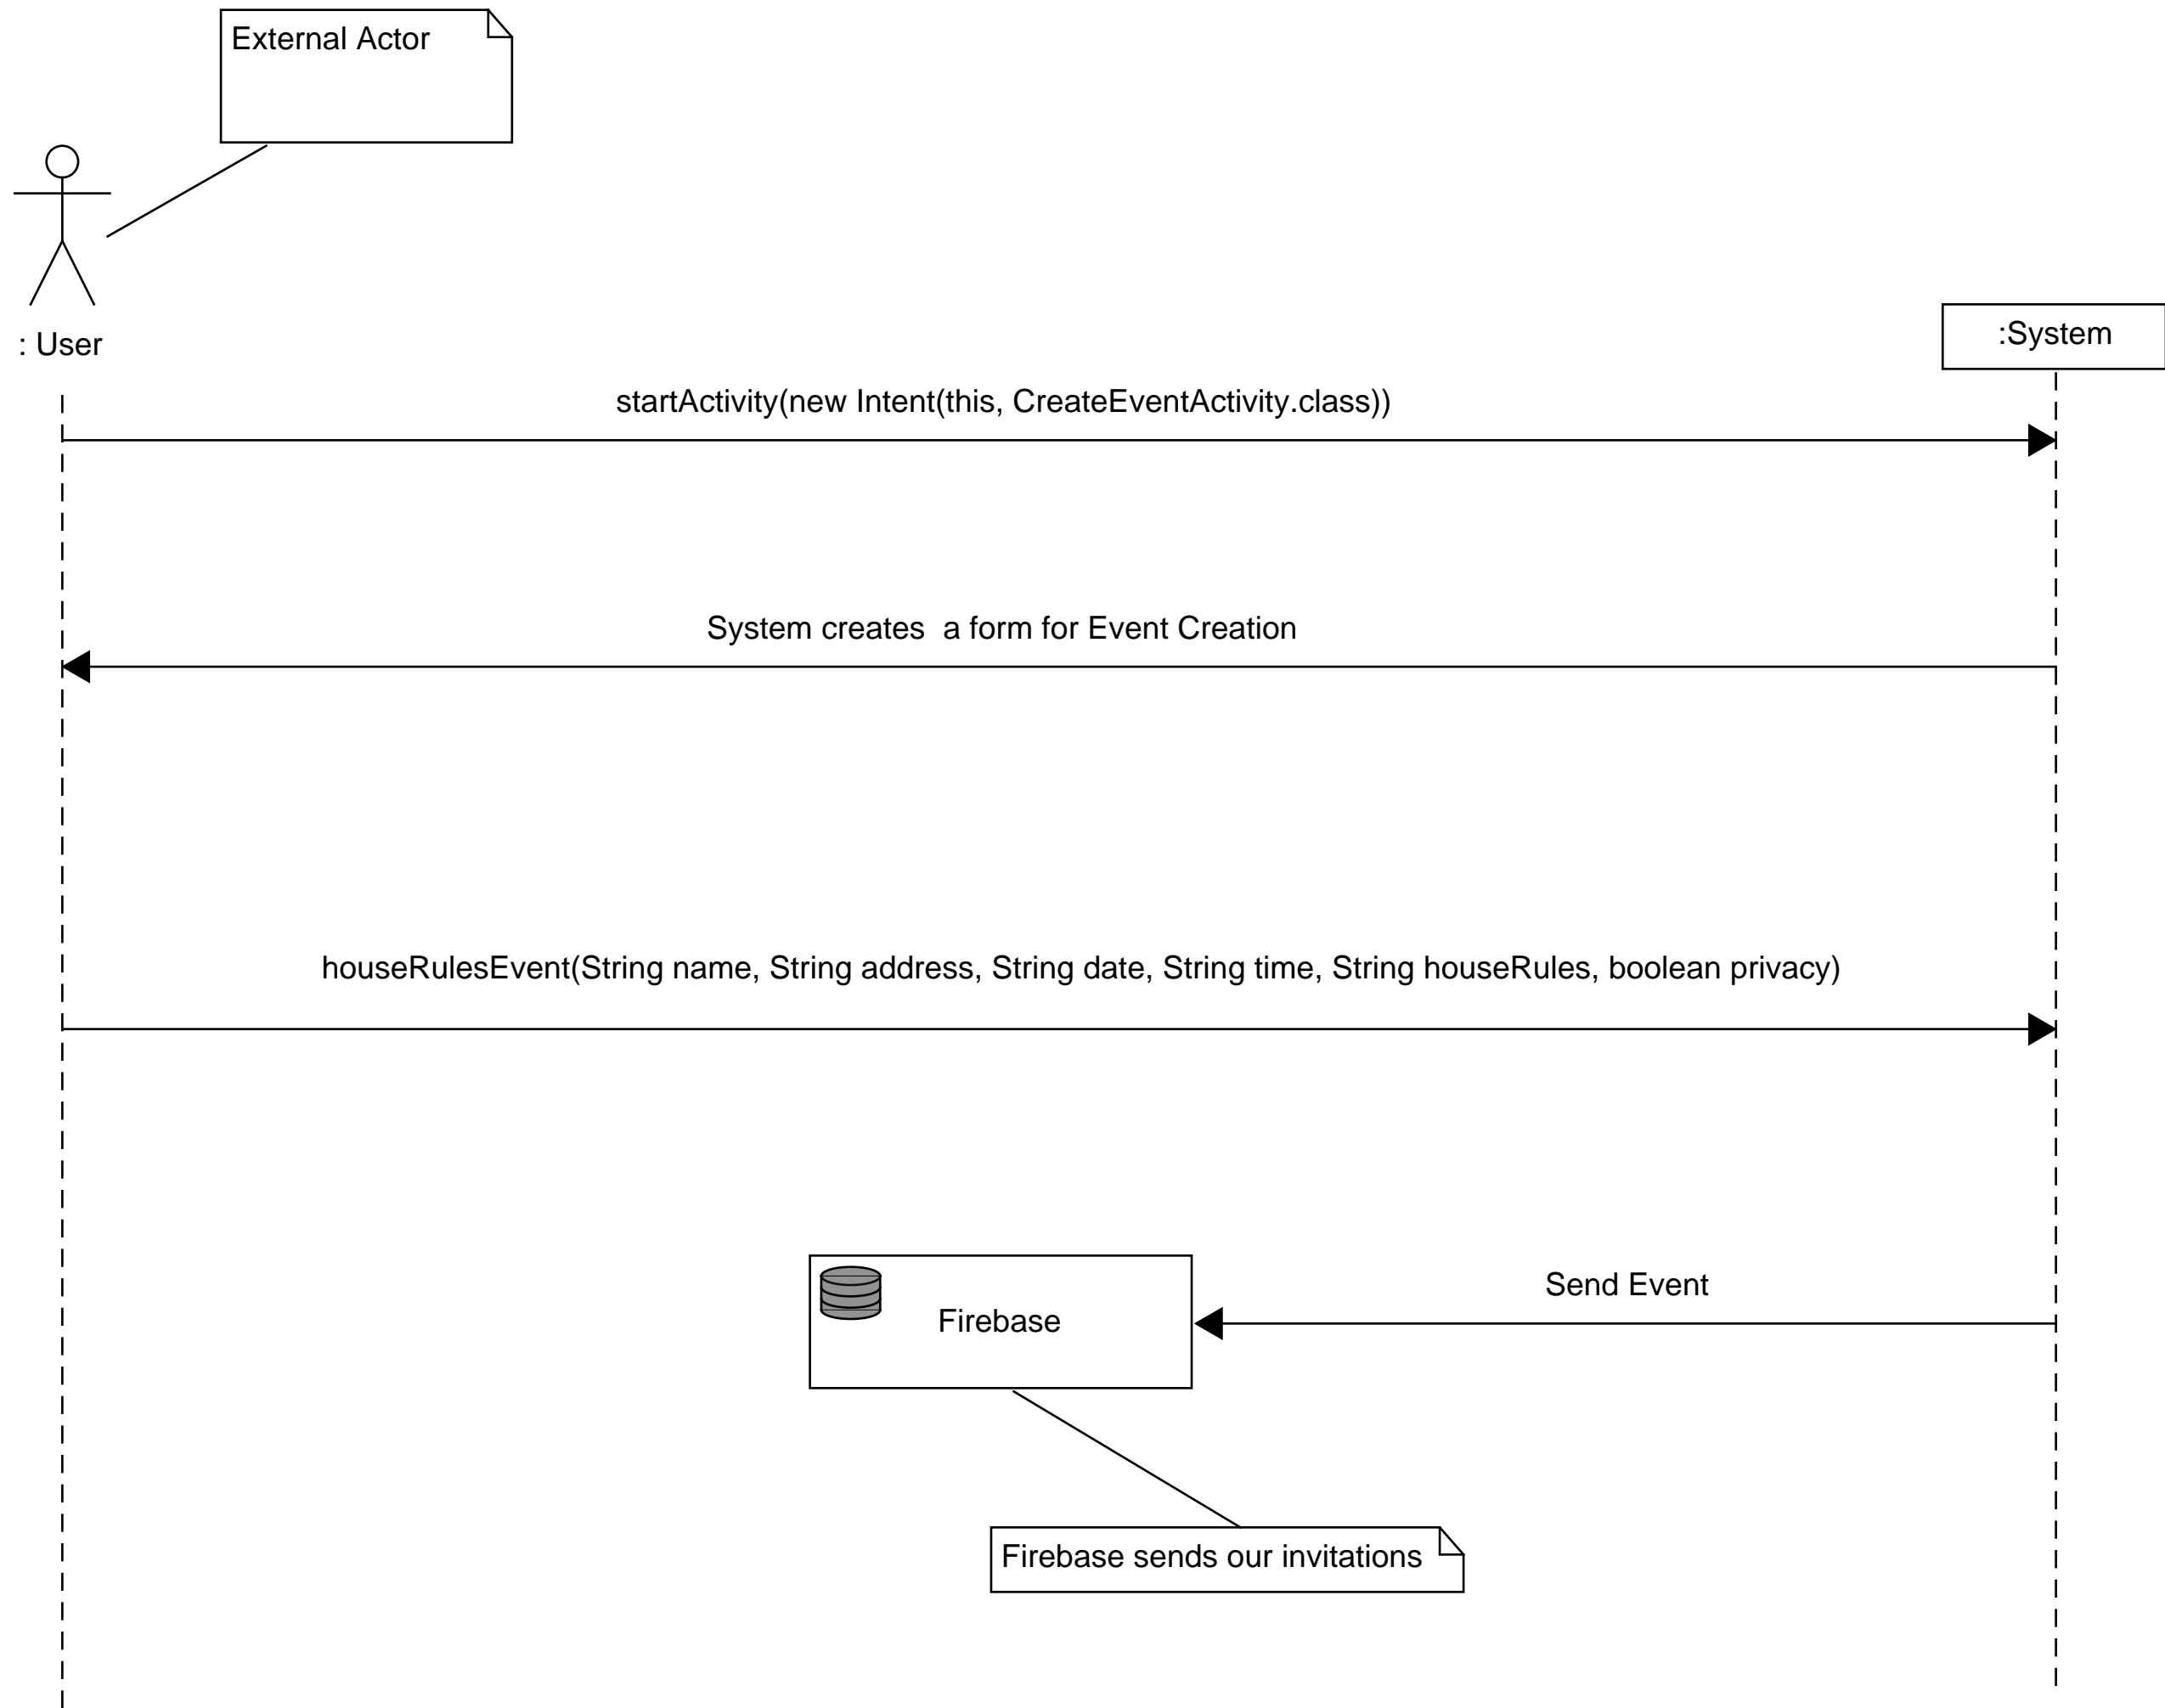 External Actor
: User
:System
startActivity(new Intent(this, CreateEventActivity.class))
System creates  a form for Event Creation
houseRulesEvent(String name, String address, String date, String time, String houseRules, boolean privacy)
Send Event
Firebase
Firebase sends our invitations